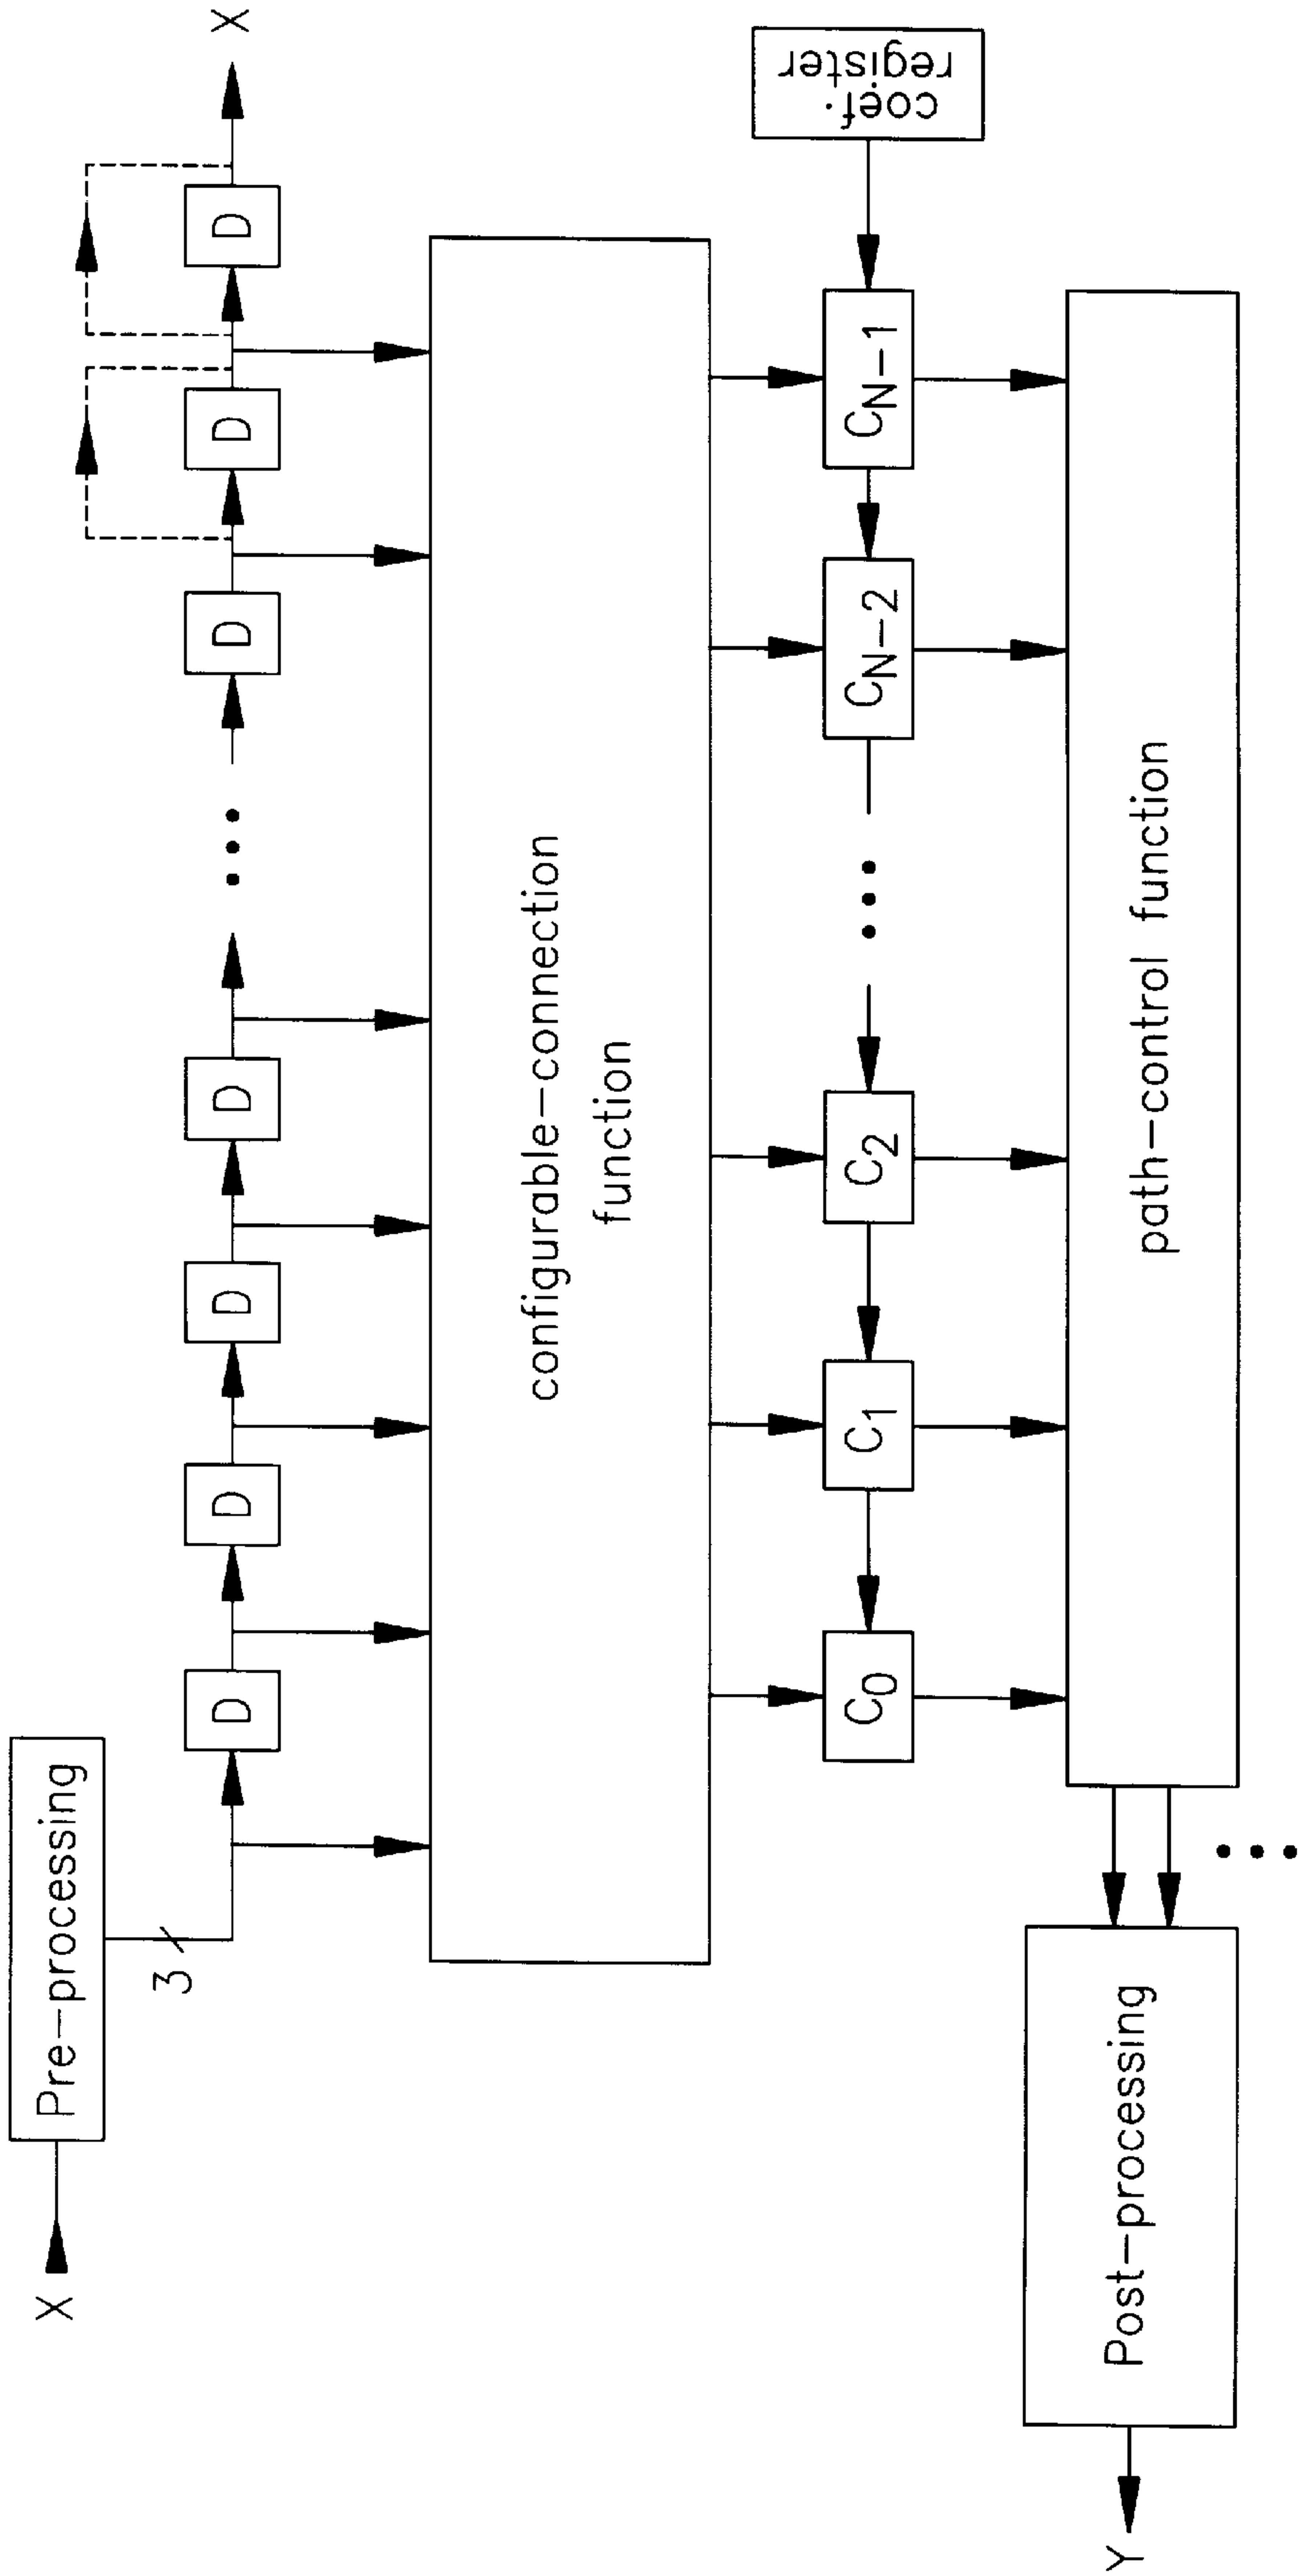 X
Pre-processing
3
D
D
D
D
D
D
D
X
configurable-connection
function
C0
C1
C2
CN-2
CN-1
coef.
register
path-control function
Post-processing
Y